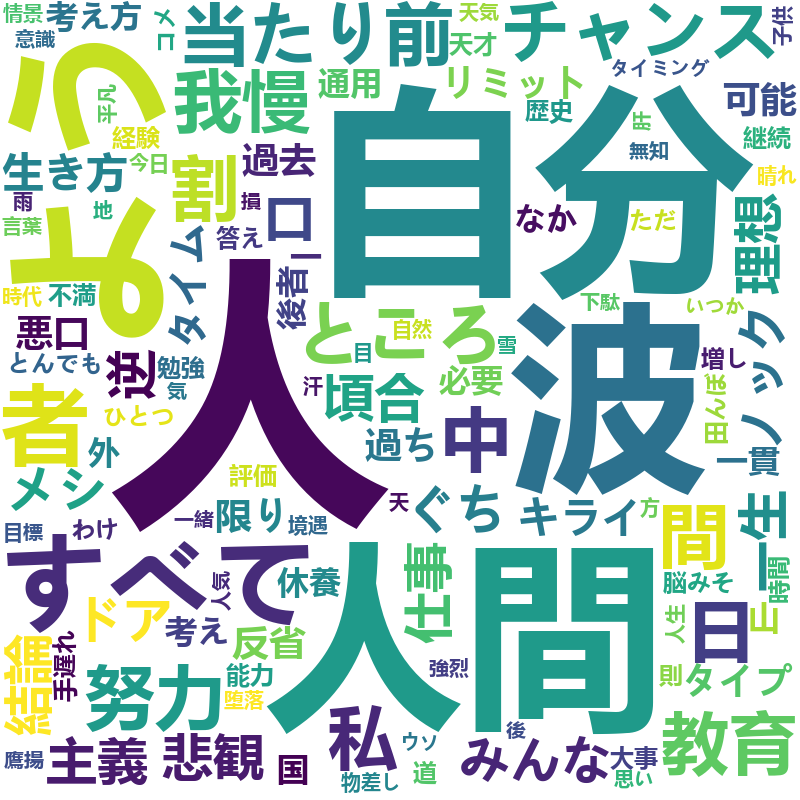 情景
考え方
コメ
当たり前
天気
チャンス
子供
意識
天才
タイミング
よう
平凡
我慢
通用
リミット
歴史
可能
経験
肝
継続
今日
過去
自分
無知
生き方
割
晴れ
雨
損
口
なか
ただ
理想
言葉
地
答え
タイム
後者
ー
時代
不満
人
ところ
自然
下駄
いつか
ノック
悪口
逆
目
雪
波
増し
とんでも
勉強
気
汗
頃合
必要
田んぼ
者
ひとつ
中
過ち
一貫
外
メシ
評価
天
ぐち
キライ
方
一生
目標
わけ
一緒
限り
境遇
間
すべて
人間
仕事
脳みそ
時間
人気
休養
ドア
考え
反省
日
山
人生
結論
手遅れ
努力
能力
堕落
強烈
則
タイプ
私
ウソ
後
教育
鷹揚
主義
悲観
国
物差し
道
みんな
大事
思い